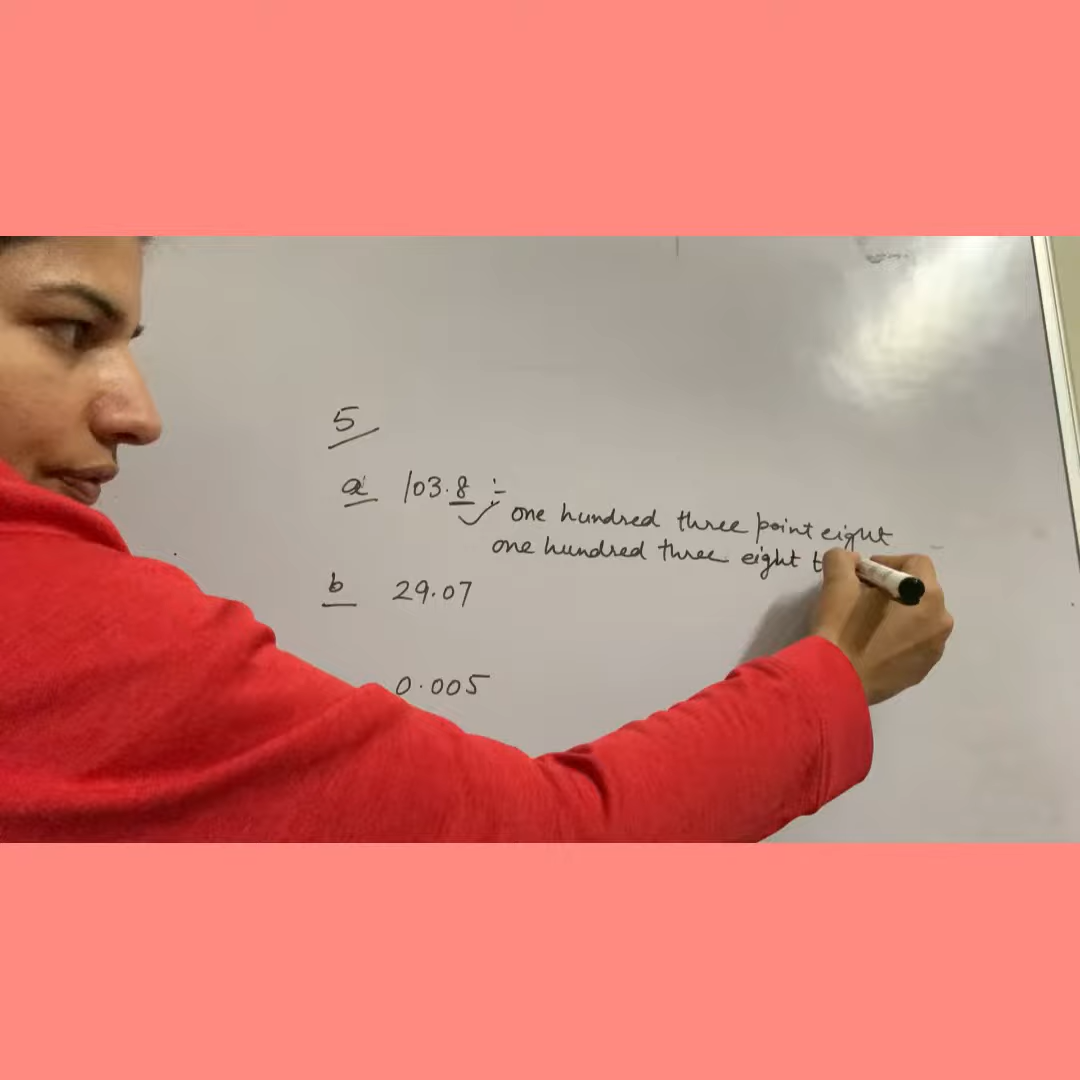 5
a 103.8 :-
one hundred three point eight
one hundred three eight t
b 29.07
0.005